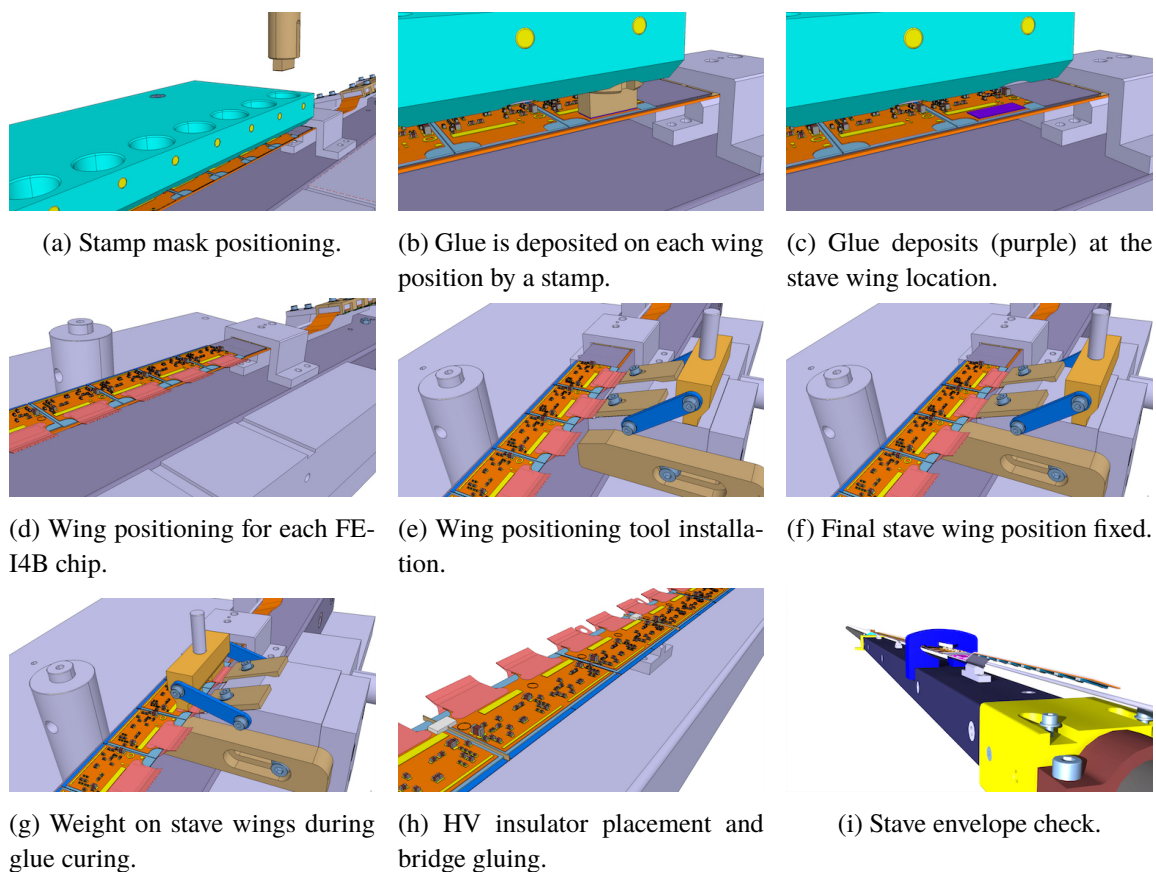 (a) Stamp mask positioning.
(b) Glue is deposited on each wing
position by a stamp.
(c) Glue deposits (purple) at the
stave wing location.
(d) Wing positioning for each FE-
I4B chip.
(e) Wing positioning tool installa-
tion.
(f) Final stave wing position fixed.
(g) Weight on stave wings during
glue curing.
(h) HV insulator placement and
bridge gluing.
(i) Stave envelope check.